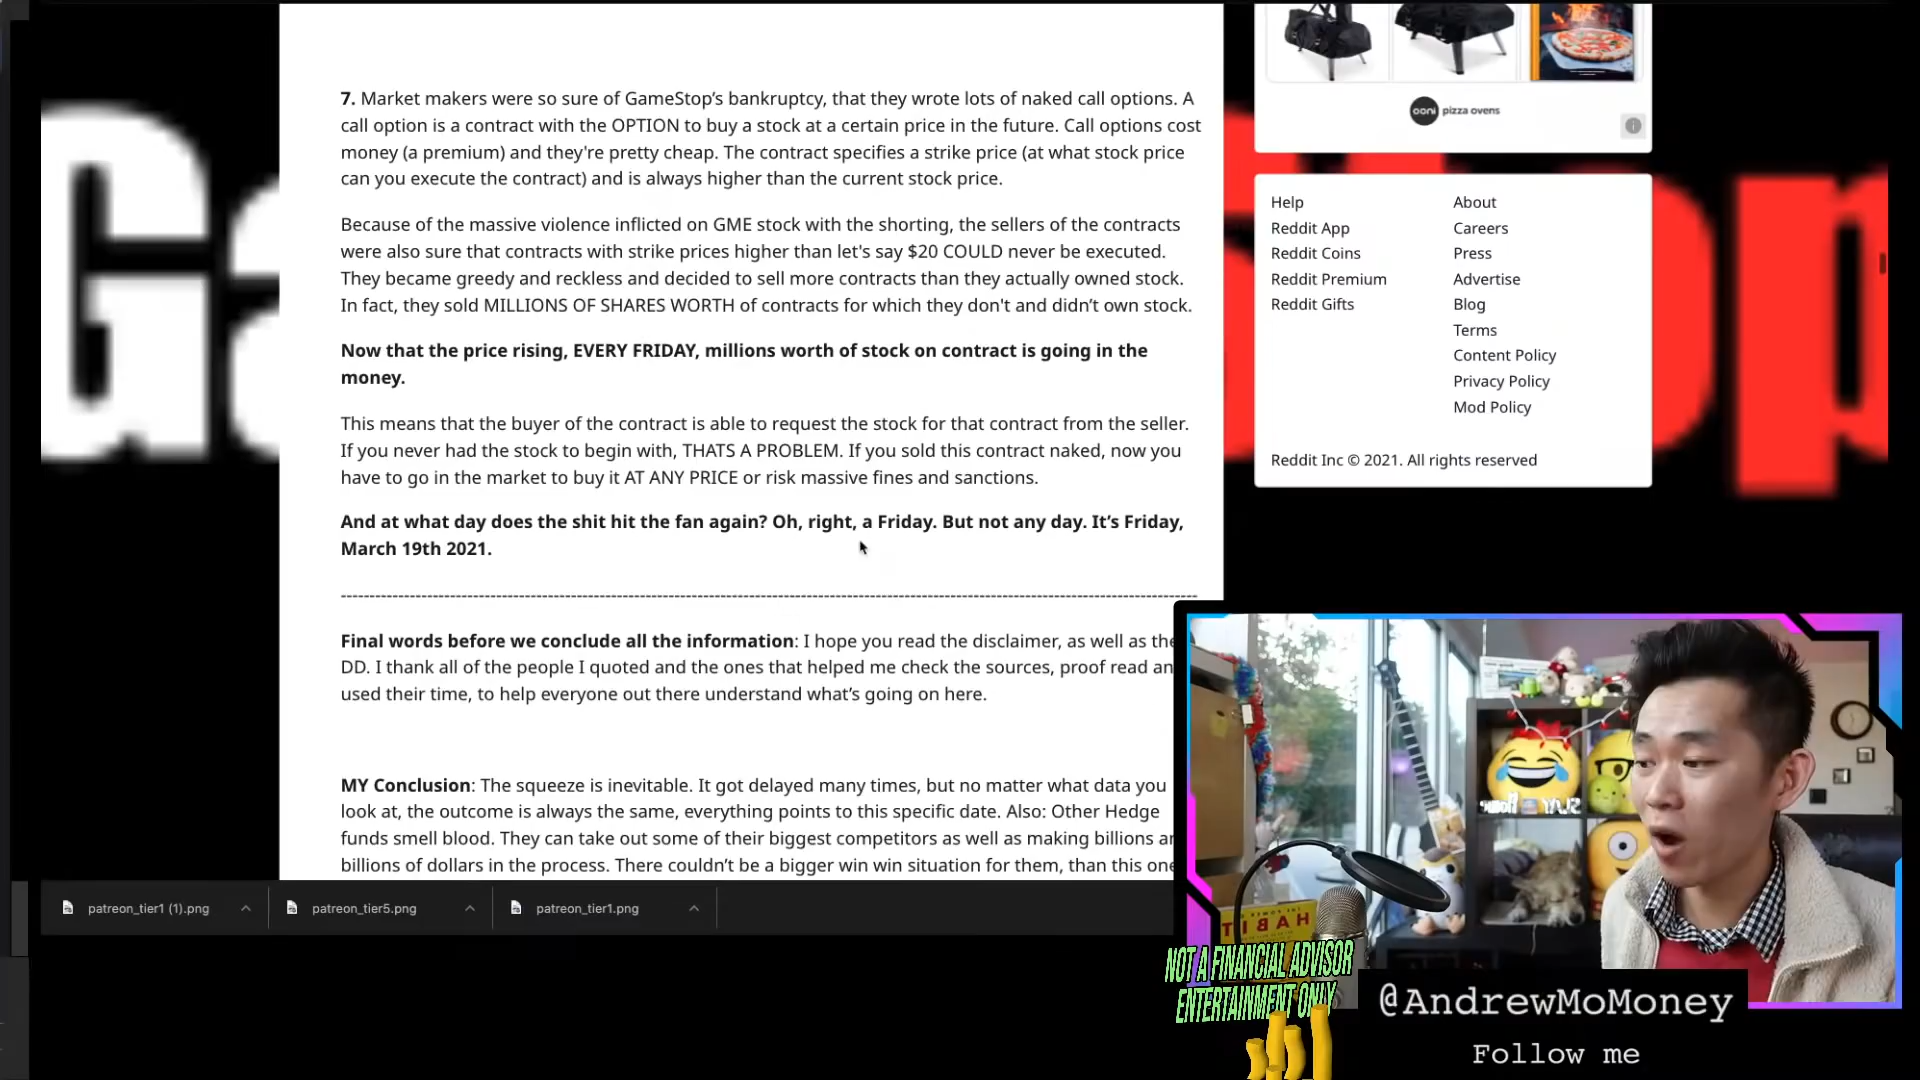 7. Market makers were so sure of GameStop's bankruptcy, that they wrote lots of naked call options. A
call option is a contract with the OPTION to buy a stock at a certain price in the future. Call options cost
money (a premium) and they're pretty cheap. The contract specifies a strike price (at what stock price
can you execute the contract) and is always higher than the current stock price.
Because of the massive violence inflicted on GME stock with the shorting, the sellers of the contracts
were also sure that contracts with strike prices higher than let's say $20 COULD never be executed.
They became greedy and reckless and decided to sell more contracts than they actually owned stock.
In fact, they sold MILLIONS OF SHARES WORTH of contracts for which they don't and didn't own stock.
Now that the price rising, EVERY FRIDAY, millions worth of stock on contract is going in the
money.
This means that the buyer of the contract is able to request the stock for that contract from the seller.
If you never had the stock to begin with, THATS A PROBLEM. If you sold this contract naked, now you
have to go in the market to buy it AT ANY PRICE or risk massive fines and sanctions.
And at what day does the shit hit the fan again? Oh, right, a Friday. But not any day. It's Friday,
March 19th 2021.
Final words before we conclude all the information: I hope you read the disclaimer, as well as the
DD. I thank all of the people I quoted and the ones that helped me check the sources, proof read an
used their time, to help everyone out there understand what's going on here.
MY Conclusion: The squeeze is inevitable. It got delayed many times, but no matter what data you
look at, the outcome is always the same, everything points to this specific date. Also: Other Hedge
funds smell blood. They can take out some of their biggest competitors as well as making billions an
billions of dollars in the process. There couldn't be a bigger win win situation for them, than this one
ooni pizza ovens
Help
Reddit App
Reddit Coins
Reddit Premium
Reddit Gifts
About
Careers
Press
Advertise
Blog
Terms
Content Policy
Privacy Policy
Mod Policy
Reddit Inc © 2021. All rights reserved
patreon_tier1 (1).png
patreon_tier5.png
patreon_tier1.png
HABIT
NOT A FINANCIAL ADVISOR
ENTERTAINMENT ONLY
@AndrewMoMoney
Follow me